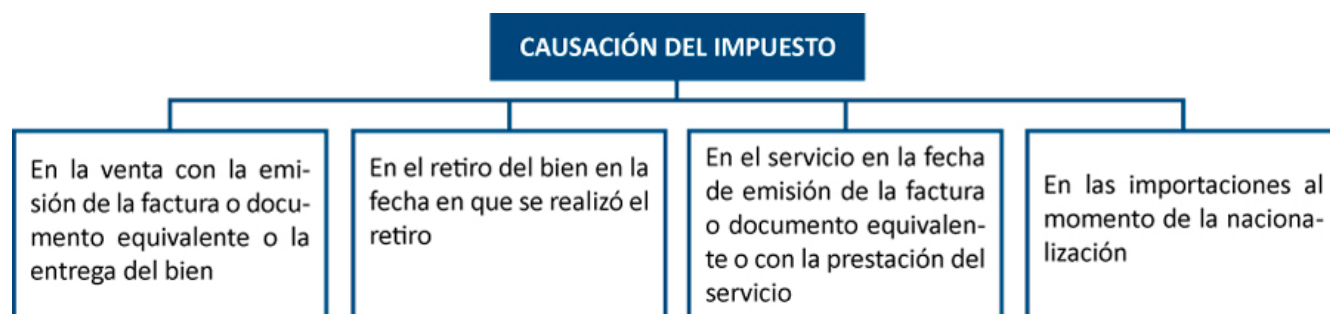 CAUSACIÓN DEL IMPUESTO
En la venta con la emi-
sión de la factura o docu-
mento equivalente o la
entrega del bien
En el retiro del bien en la
fecha en que se realizó el
retiro
En el servicio en la fecha
de emisión de la factura
o documento equivalen-
te o con la prestación del
servicio
En las importaciones al
momento de la naciona-
lización